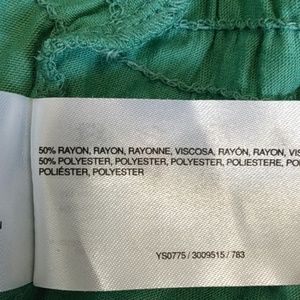 50% RAYON, RAYON, RAYONNE, VISCOSA, RAYÓN, RAYON,
50% POLYESTER, POLYESTER, POLYESTER, POLIESTERE,
POLIÉSTER, POLYESTER
YS0775 / 3009515 / 783